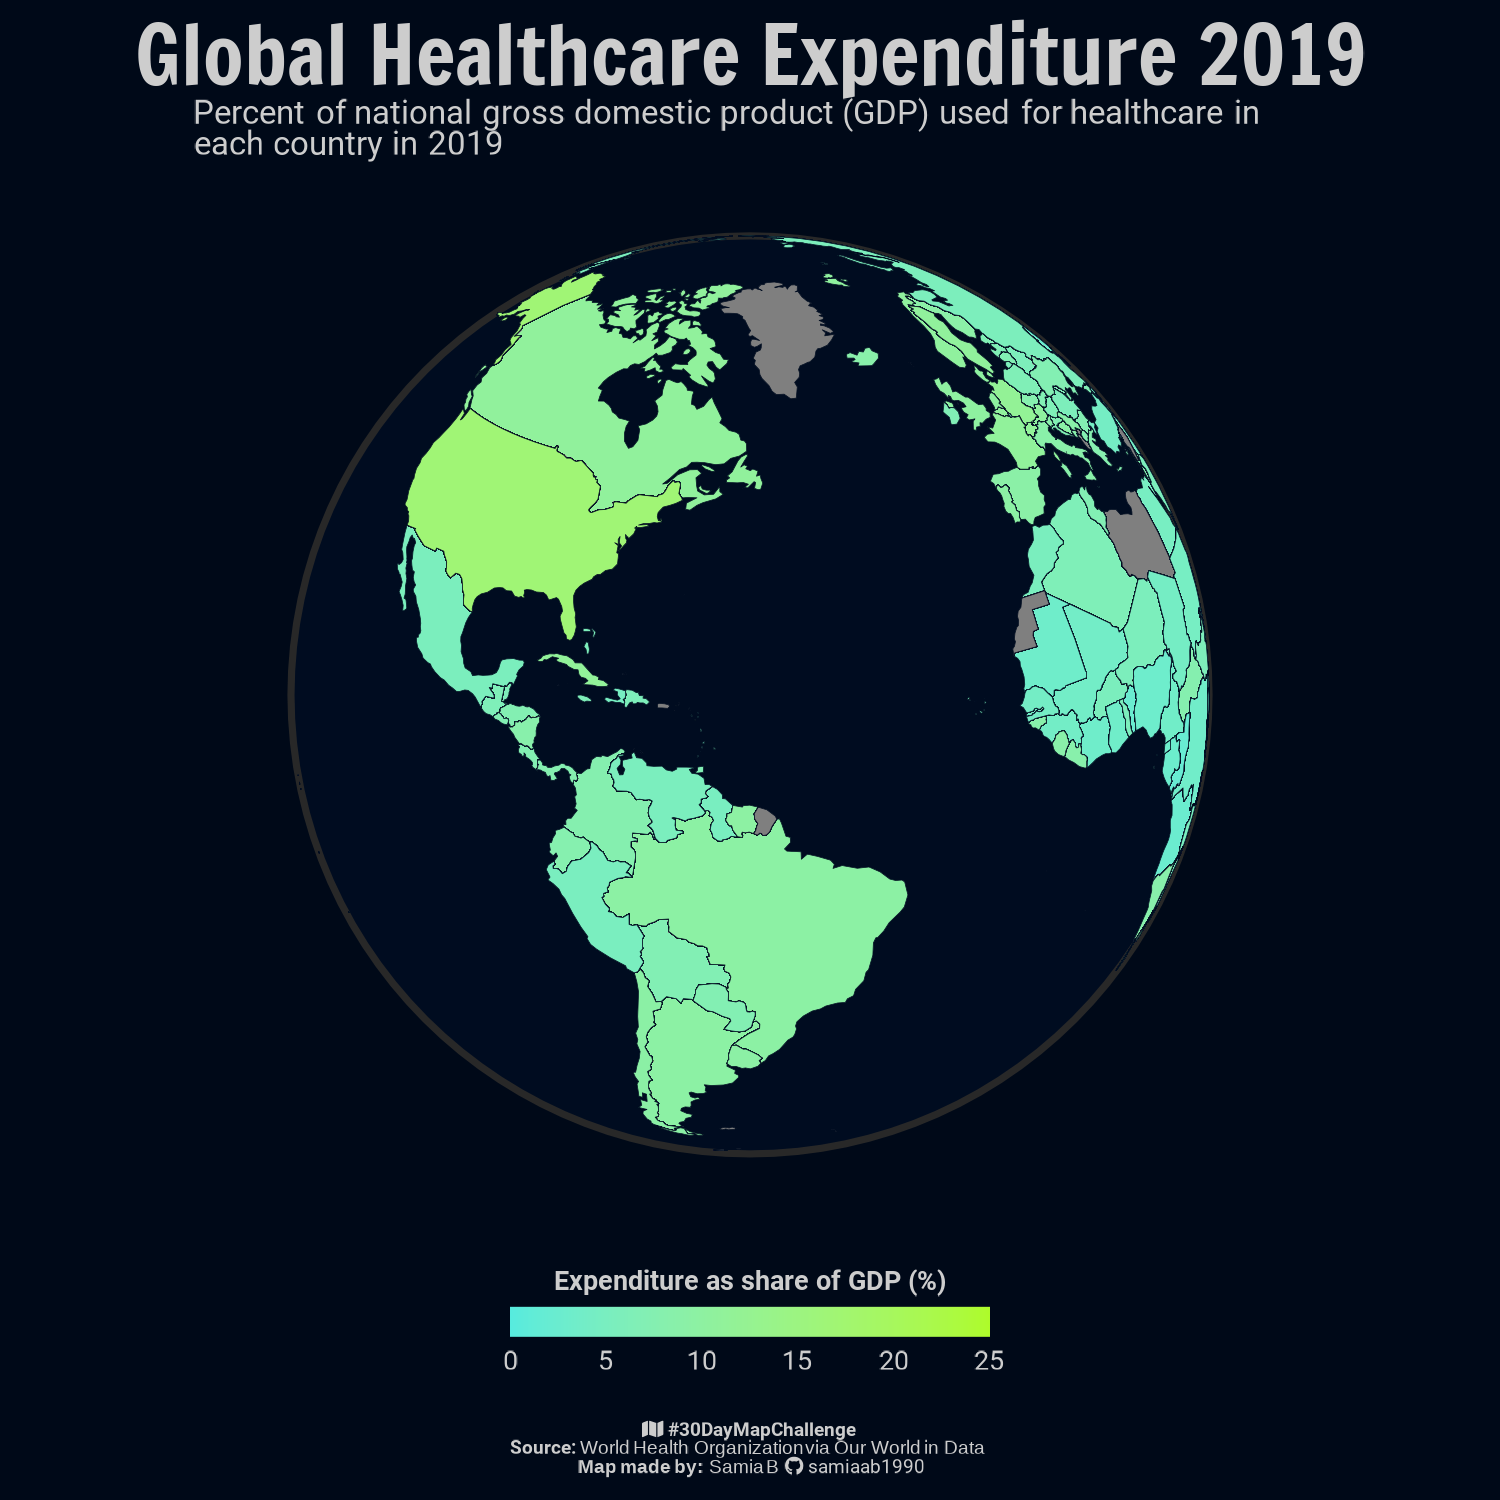 Global Healthcare Expenditure 2019
Percent of national gross domestic product (GDP) used for healthcare in
each country in 2019
Expenditure as share of GDP (%)
0 5 10 15 20 25
#30DayMapChallenge
Source: World Health Organization via Our World in Data
Map made by: Samia B samiaab1990